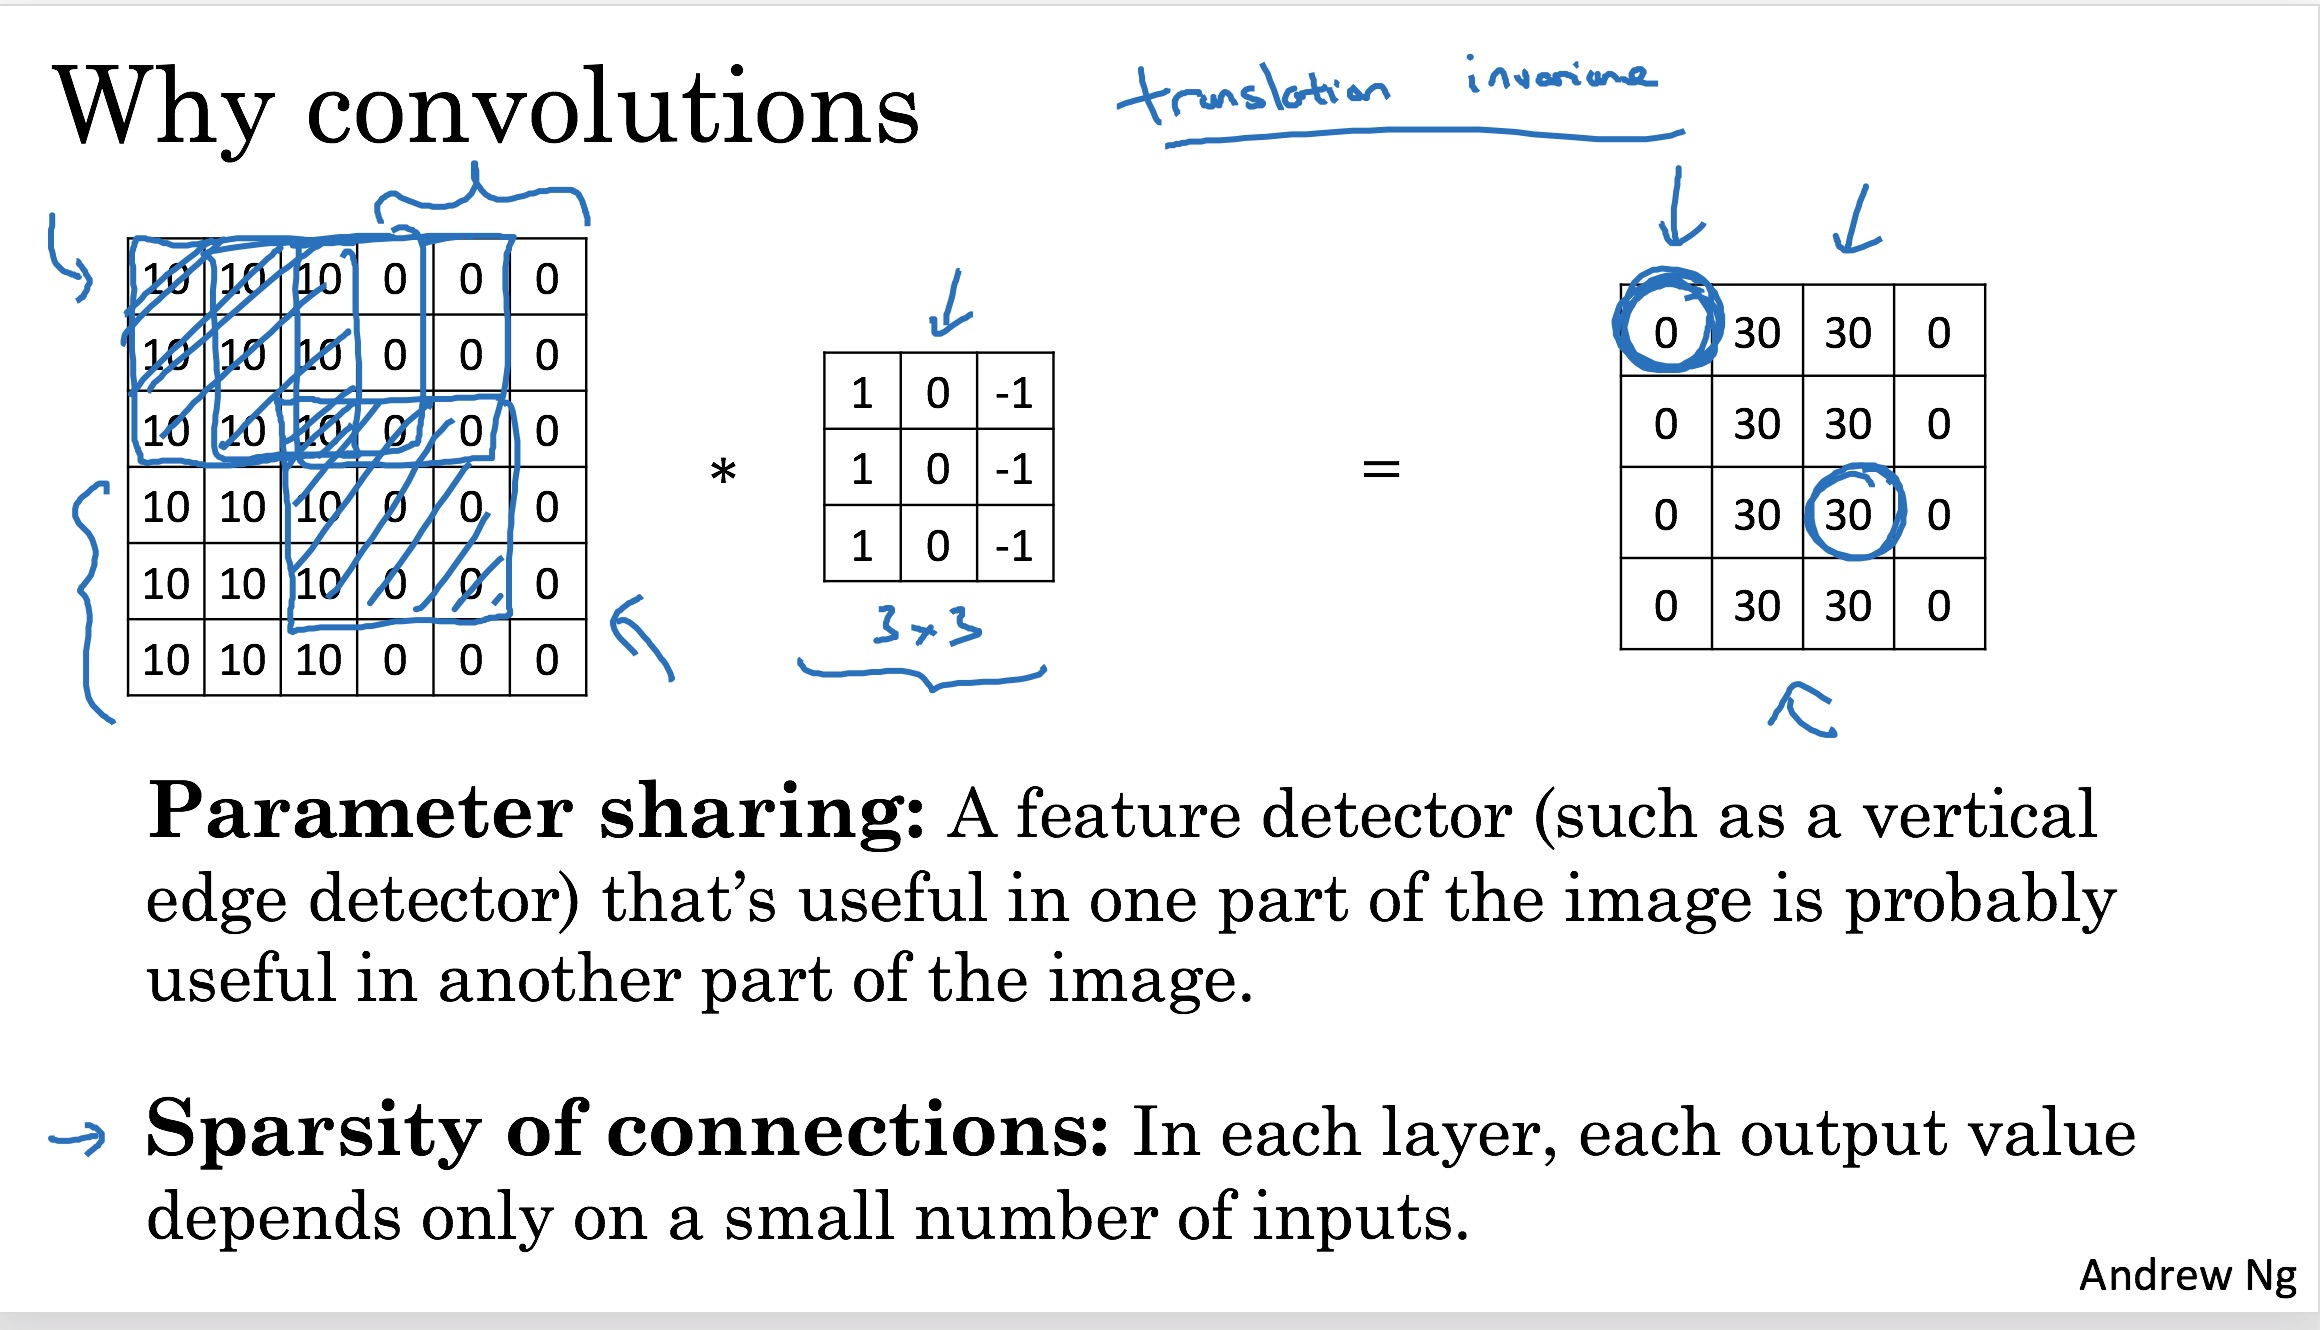 Why convolutions
translation invariance
10 10 10 0 0 0
10 10 10 0 0 0
10 10 10 0 0 0
10 10 10 0 0 0
10 10 10 0 0 0
10 10 10 0 0 0
*
1 0 -1
1 0 -1
1 0 -1
3×3
=
0 30 30 0
0 30 30 0
0 30 30 0
0 30 30 0
Parameter sharing: A feature detector (such as a vertical
edge detector) that’s useful in one part of the image is probably
useful in another part of the image.
→ Sparsity of connections: In each layer, each output value
depends only on a small number of inputs.
Andrew Ng